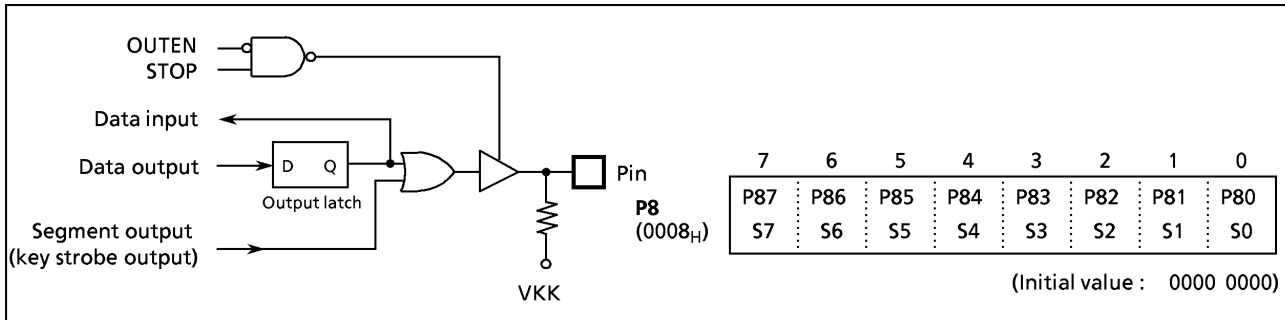 OUTEN
STOP
Data input
Data output
D Q
Output latch
Segment output
(key strobe output)
Pin
VKK
P8
(0008H)
7 6 5 4 3 2 1 0
P87 P86 P85 P84 P83 P82 P81 P80
S7 S6 S5 S4 S3 S2 S1 S0
(Initial value : 0000 0000)